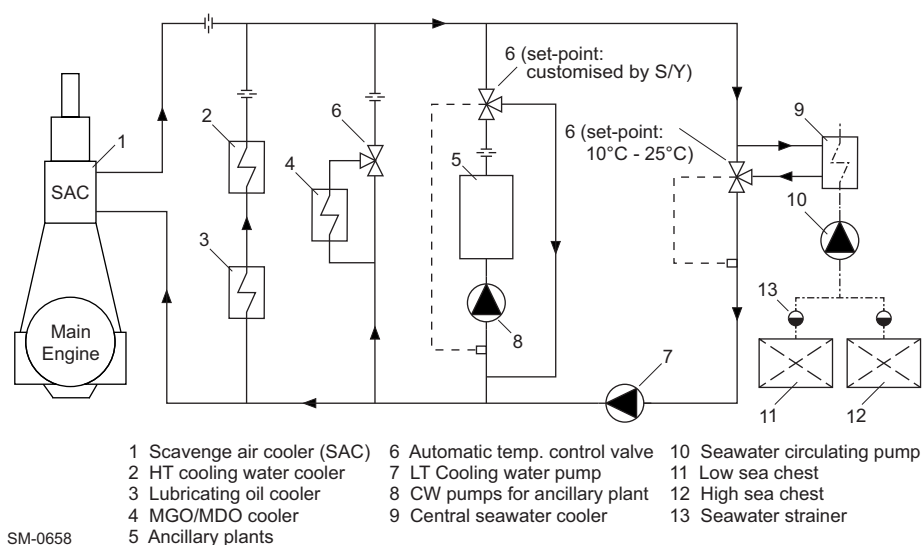 6 (set-point:
customised by S/Y)
6 (set-point:
10°C - 25°C)
1
SAC
2
3
4
6
5
8
7
9
10
13
11
12
Main
Engine
1 Scavenge air cooler (SAC)
2 HT cooling water cooler
3 Lubricating oil cooler
4 MGO/MDO cooler
5 Ancillary plants
6 Automatic temp. control valve
7 LT Cooling water pump
8 CW pumps for ancillary plant
9 Central seawater cooler
10 Seawater circulating pump
11 Low sea chest
12 High sea chest
13 Seawater strainer
SM-0658